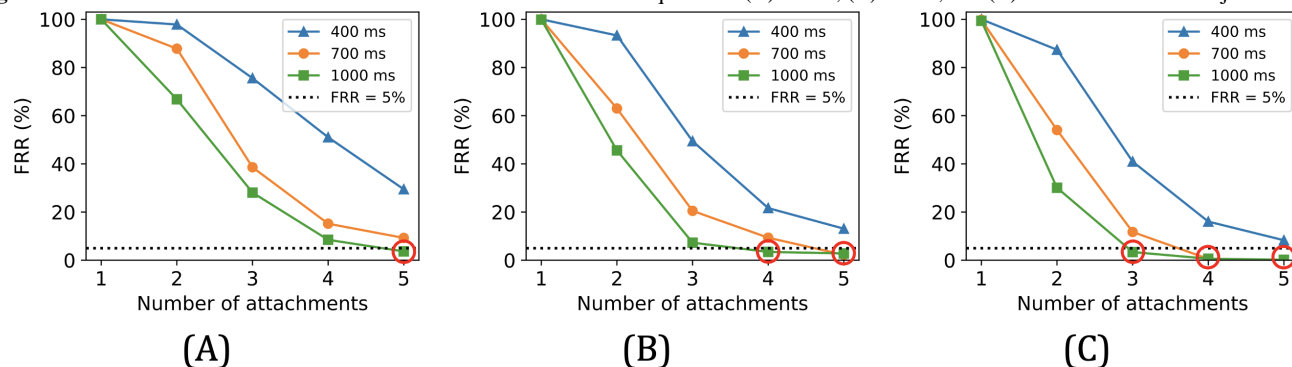 100
80
60
40
20
0
FRR (%)
400 ms
700 ms
1000 ms
FRR = 5%
1 2 3 4 5
Number of attachments
(A)
100
80
60
40
20
0
FRR (%)
400 ms
700 ms
1000 ms
FRR = 5%
1 2 3 4 5
Number of attachments
(B)
100
80
60
40
20
0
FRR (%)
400 ms
700 ms
1000 ms
FRR = 5%
1 2 3 4 5
Number of attachments
(C)